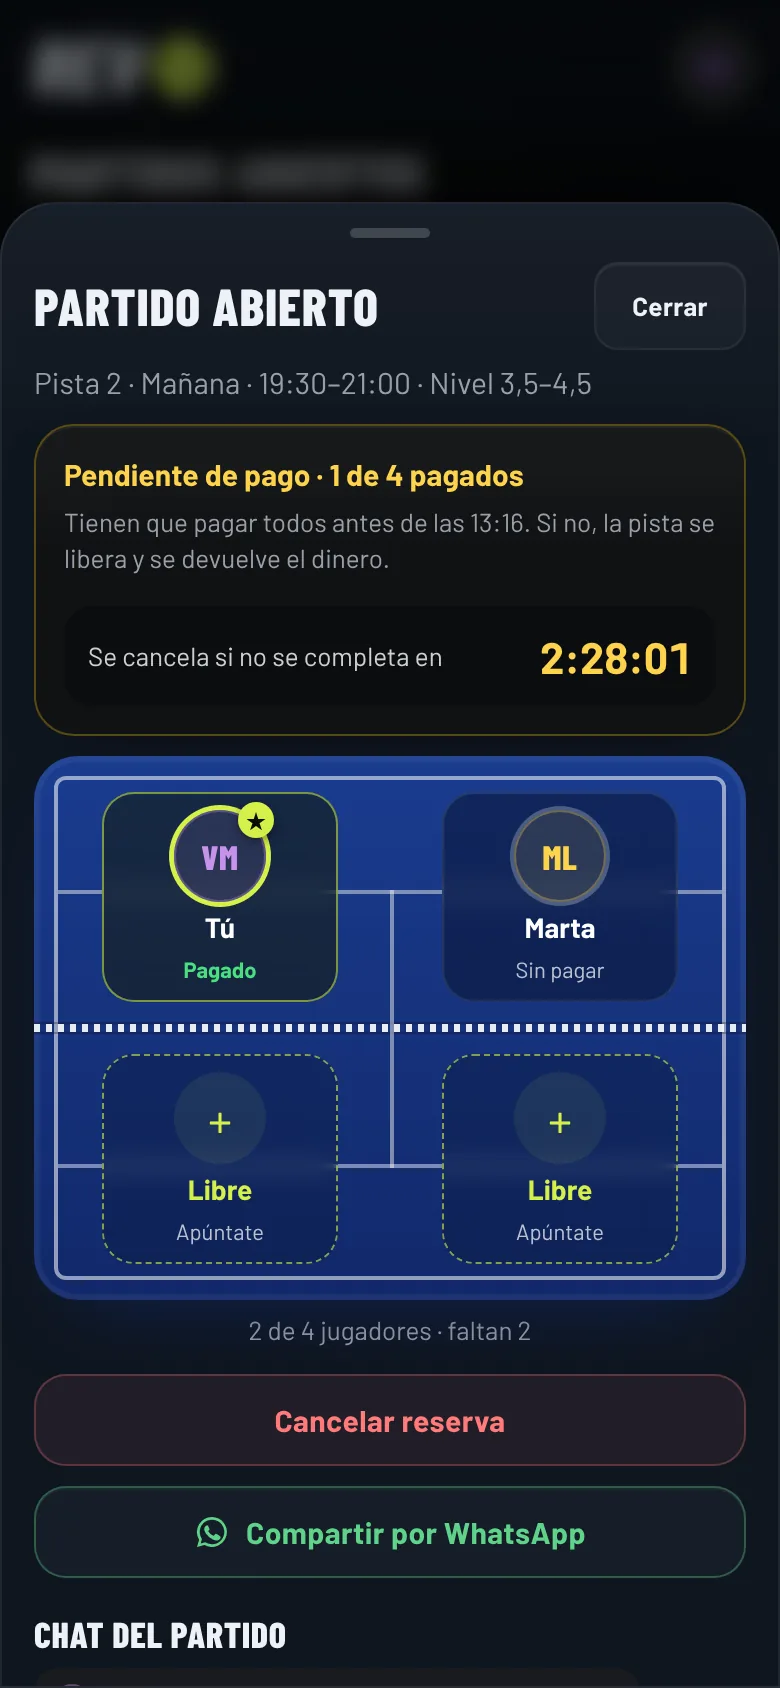 PARTIDO ABIERTO
Cerrar
Pista 2 · Mañana · 19:30–21:00 · Nivel 3,5–4,5
Pendiente de pago · 1 de 4 pagados
Tienen que pagar todos antes de las 13:16. Si no, la pista se
libera y se devuelve el dinero.
Se cancela si no se completa en
2:28:01
VM
ML
Tú
Marta
Pagado
Sin pagar
+
+
Libre
Libre
Apúntate
Apúntate
2 de 4 jugadores · faltan 2
Cancelar reserva
Compartir por WhatsApp
CHAT DEL PARTIDO